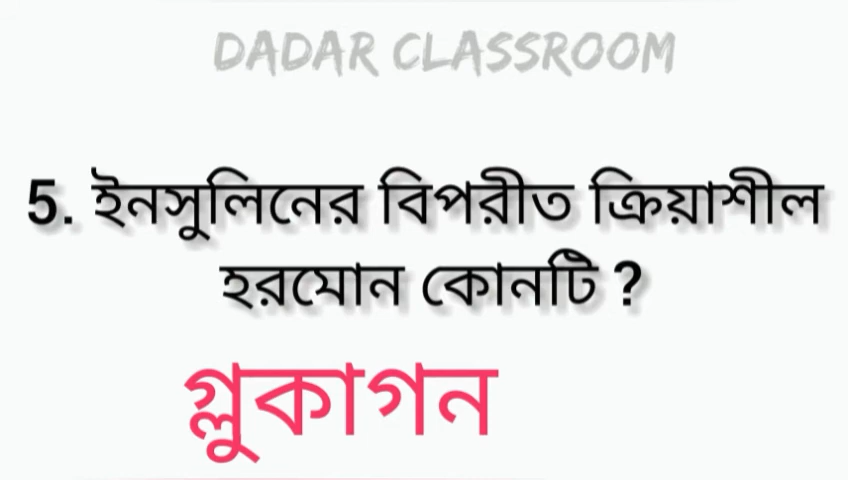 DADAR CLASSROOM
5. ইনসুলিনের বিপরীত ক্রিয়াশীল
হরমোন কোনটি ?
গ্লুকাগন